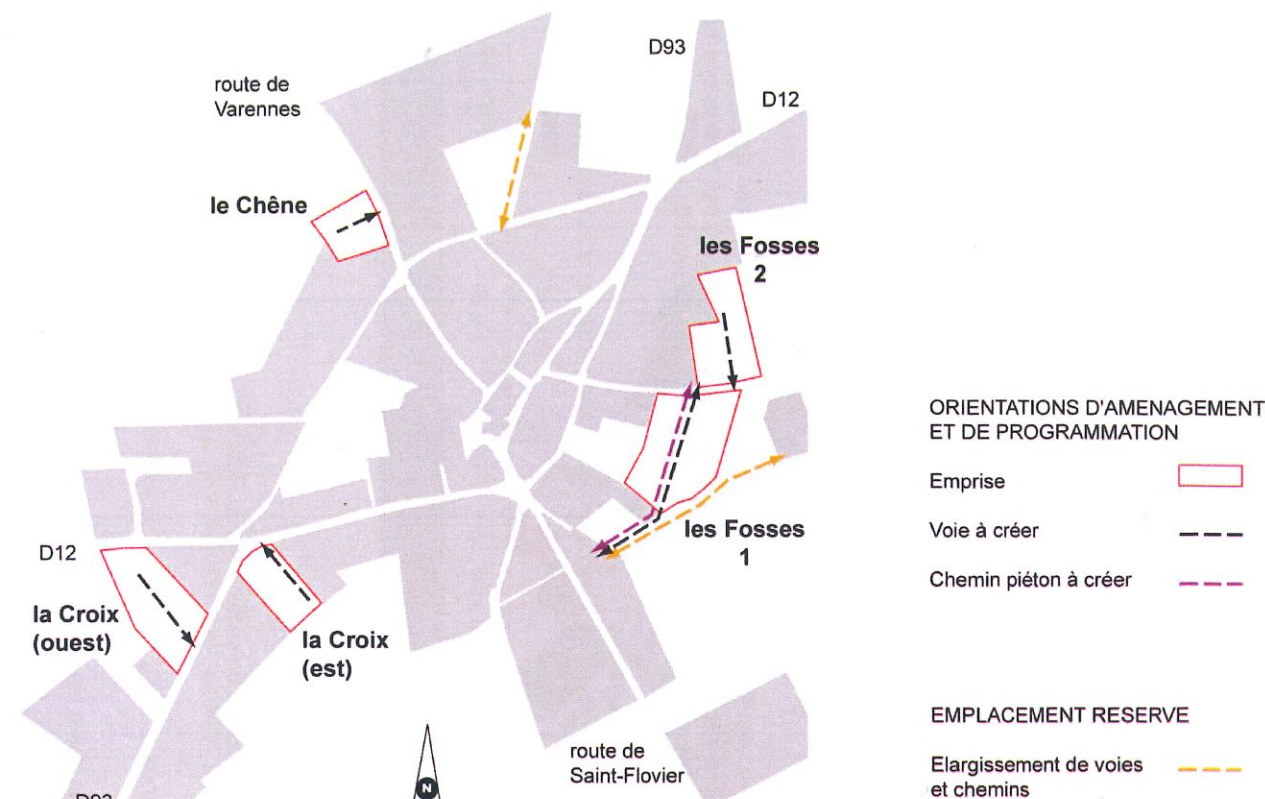 D93
route de
Varennes
D12
le Chêne
les Fosses
2
les Fosses
1
D12
la Croix
(ouest)
la Croix
(est)
route de
Saint-Flovier
N
D93
ORIENTATIONS D'AMENAGEMENT
ET DE PROGRAMMATION
Emprise
Voie à créer
Chemin piéton à créer
EMPLACEMENT RESERVE
Elargissement de voies
et chemins